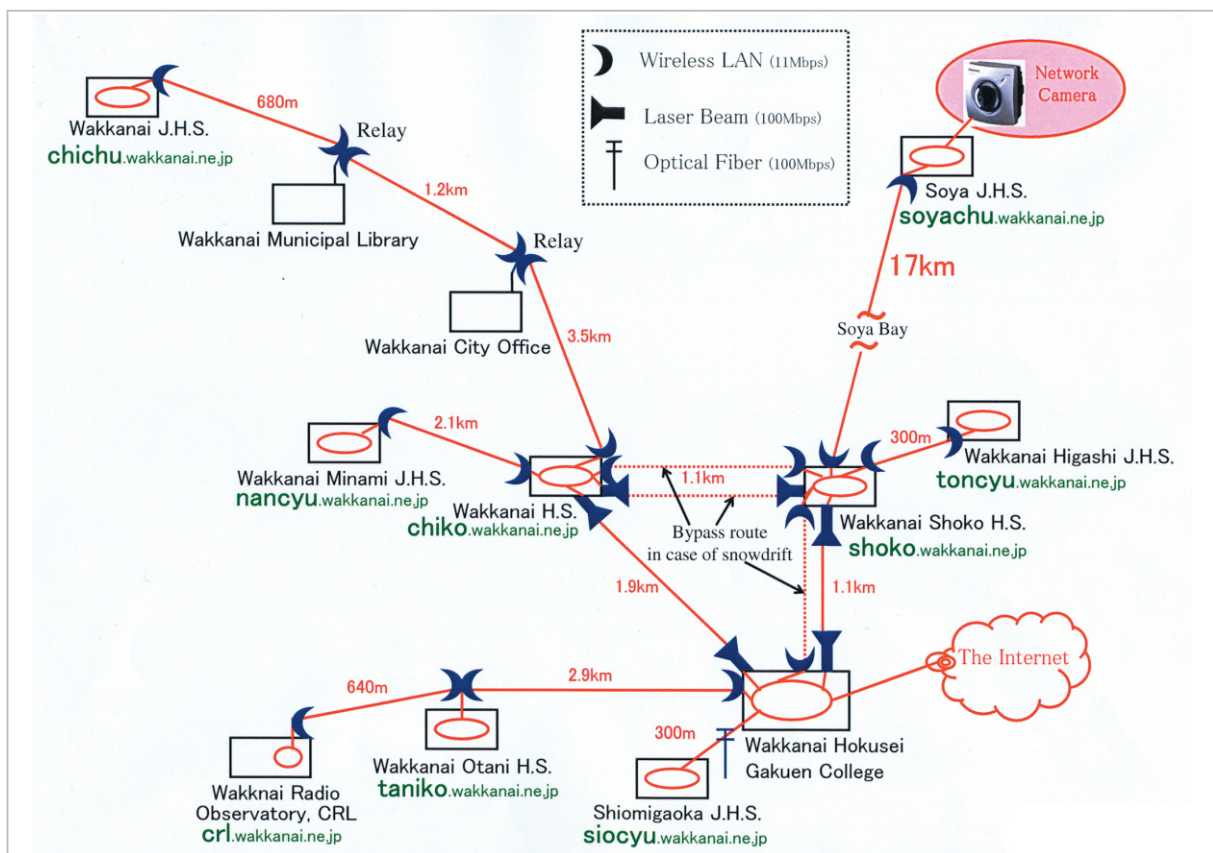 Wireless LAN (11Mbps)
Laser Beam (100Mbps)
Optical Fiber (100Mbps)
Network
Camera
680m
Relay
Wakkanai J.H.S.
chichu.wakkanai.ne.jp
1.2km
Wakkanai Municipal Library
Relay
Soya J.H.S.
soyachu.wakkanai.ne.jp
17km
Soya Bay
Wakkanai City Office
3.5km
2.1km
300m
Wakkanai Minami J.H.S.
nancyu.wakkanai.ne.jp
Wakkanai H.S.
chiko.wakkanai.ne.jp
1.1km
Wakkanai Higashi J.H.S.
toncyu.wakkanai.ne.jp
Bypass route
in case of snowdrift
Wakkanai Shoko H.S.
shoko.wakkanai.ne.jp
1.9km
1.1km
The Internet
640m
2.9km
300m
Wakkanai Hokusei
Gakuen College
Wakknai Radio
Observatory, CRL
crl.wakkanai.ne.jp
Wakkanai Otani H.S.
taniko.wakkanai.ne.jp
Shiomigaoka J.H.S.
siocyu.wakkanai.ne.jp